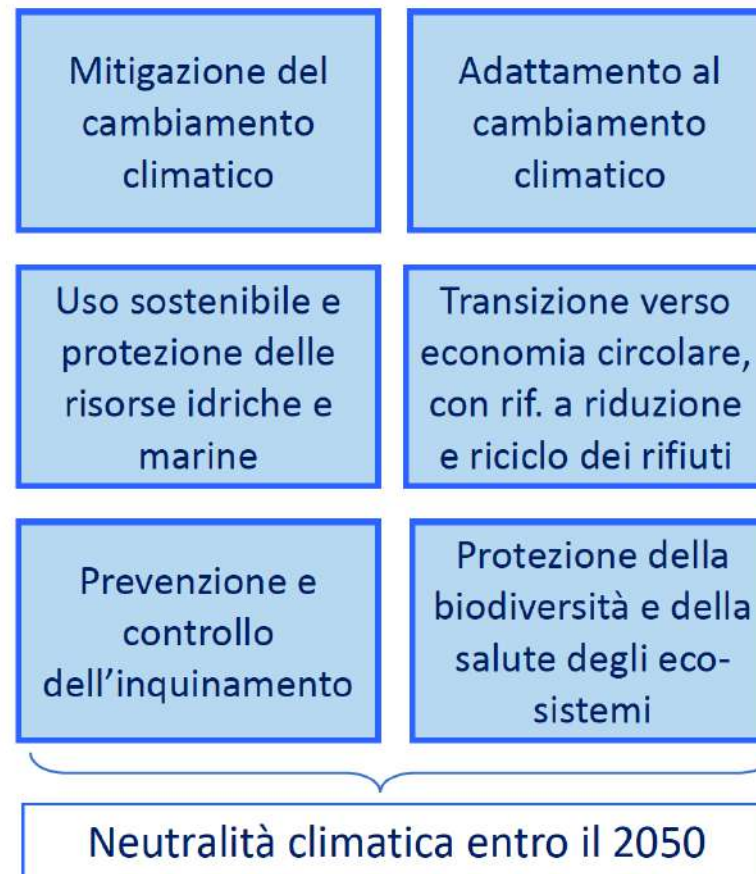 Mitigazione del
cambiamento
climatico
Adattamento al
cambiamento
climatico
Uso sostenibile e
protezione delle
risorse idriche e
marine
Transizione verso
economia circolare,
con rif. a riduzione
e riciclo dei rifiuti
Prevenzione e
controllo
dell'inquinamento
Protezione della
biodiversità e della
salute degli eco-
sistemi
Neutralità climatica entro il 2050